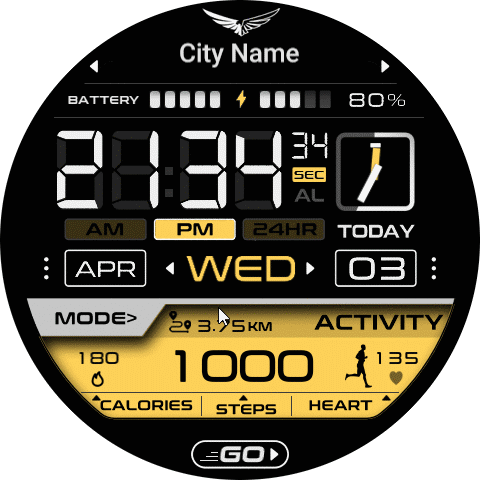 City Name
BATTERY 80%
21:34 34
SEC
AL
AM PM 24HR TODAY
APR WED 03
MODE> 3.75KM ACTIVITY
180 1000 135
CALORIES STEPS HEART
GO